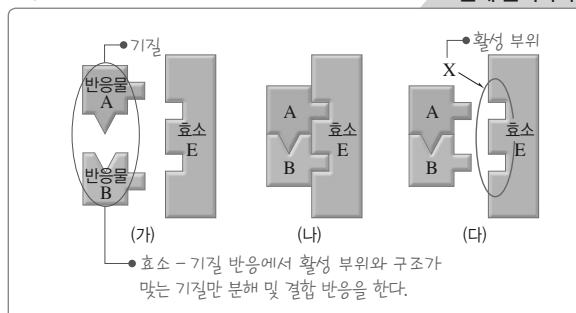 기질
활성 부위
X
반응물
A
효소
E
반응물
B
A
B
효소
E
A
B
효소
E
(가)
(나)
(다)
효소 – 기질 반응에서 활성 부위와 구조가
맞는 기질만 분해 및 결합 반응을 한다.